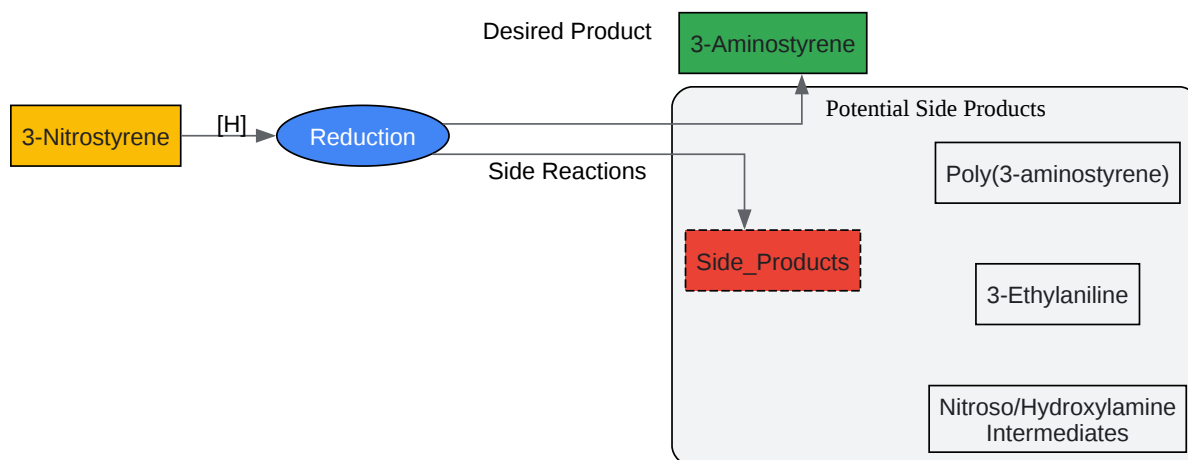 Desired Product
3-Aminostyrene
Potential Side Products
3-Nitrostyrene
[H]
Reduction
Side Reactions
Poly(3-aminostyrene)
Side_Products
3-Ethylaniline
Nitroso/Hydroxylamine
Intermediates